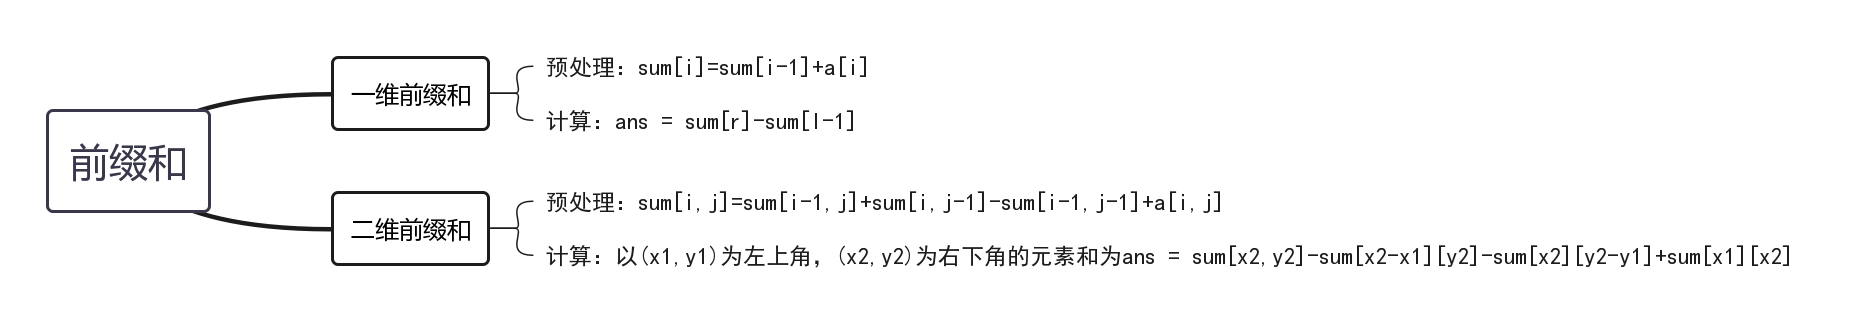 前缀和
一维前缀和
预处理：sum[i]=sum[i-1]+a[i]
计算：ans = sum[r]-sum[l-1]
二维前缀和
预处理：sum[i,j]=sum[i-1,j]+sum[i,j-1]-sum[i-1,j-1]+a[i,j]
计算：以(x1,y1)为左上角，(x2,y2)为右下角的元素和为ans = sum[x2,y2]-sum[x2-x1][y2]-sum[x2][y2-y1]+sum[x1][x2]